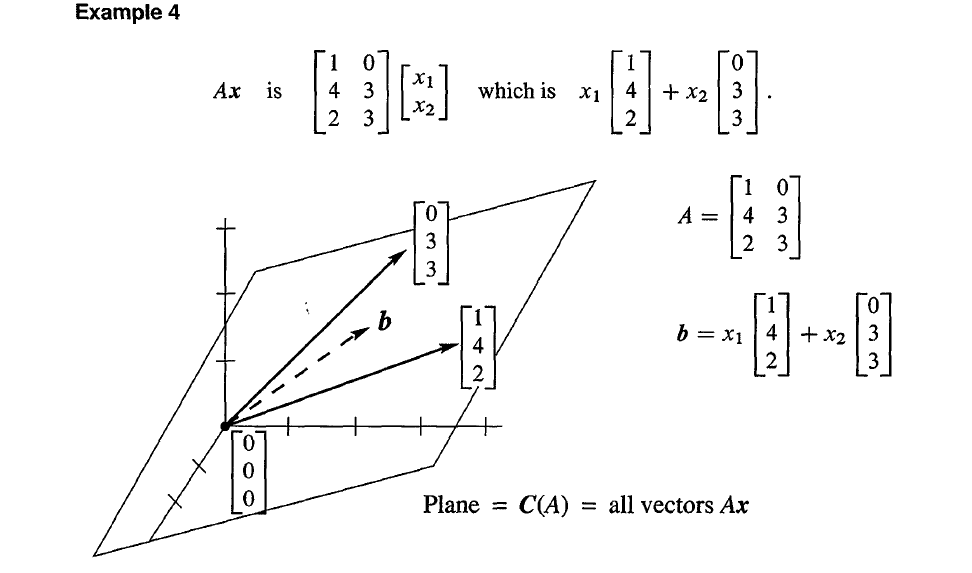 Example 4
Ax is [1 0; 4 3; 2 3] [x₁; x₂] which is x₁ [1; 4; 2] + x₂ [0; 3; 3].
A = [1 0; 4 3; 2 3]
[0; 3; 3]
b
[1; 4; 2]
b = x₁ [1; 4; 2] + x₂ [0; 3; 3]
[0; 0; 0]
Plane = C(A) = all vectors Ax